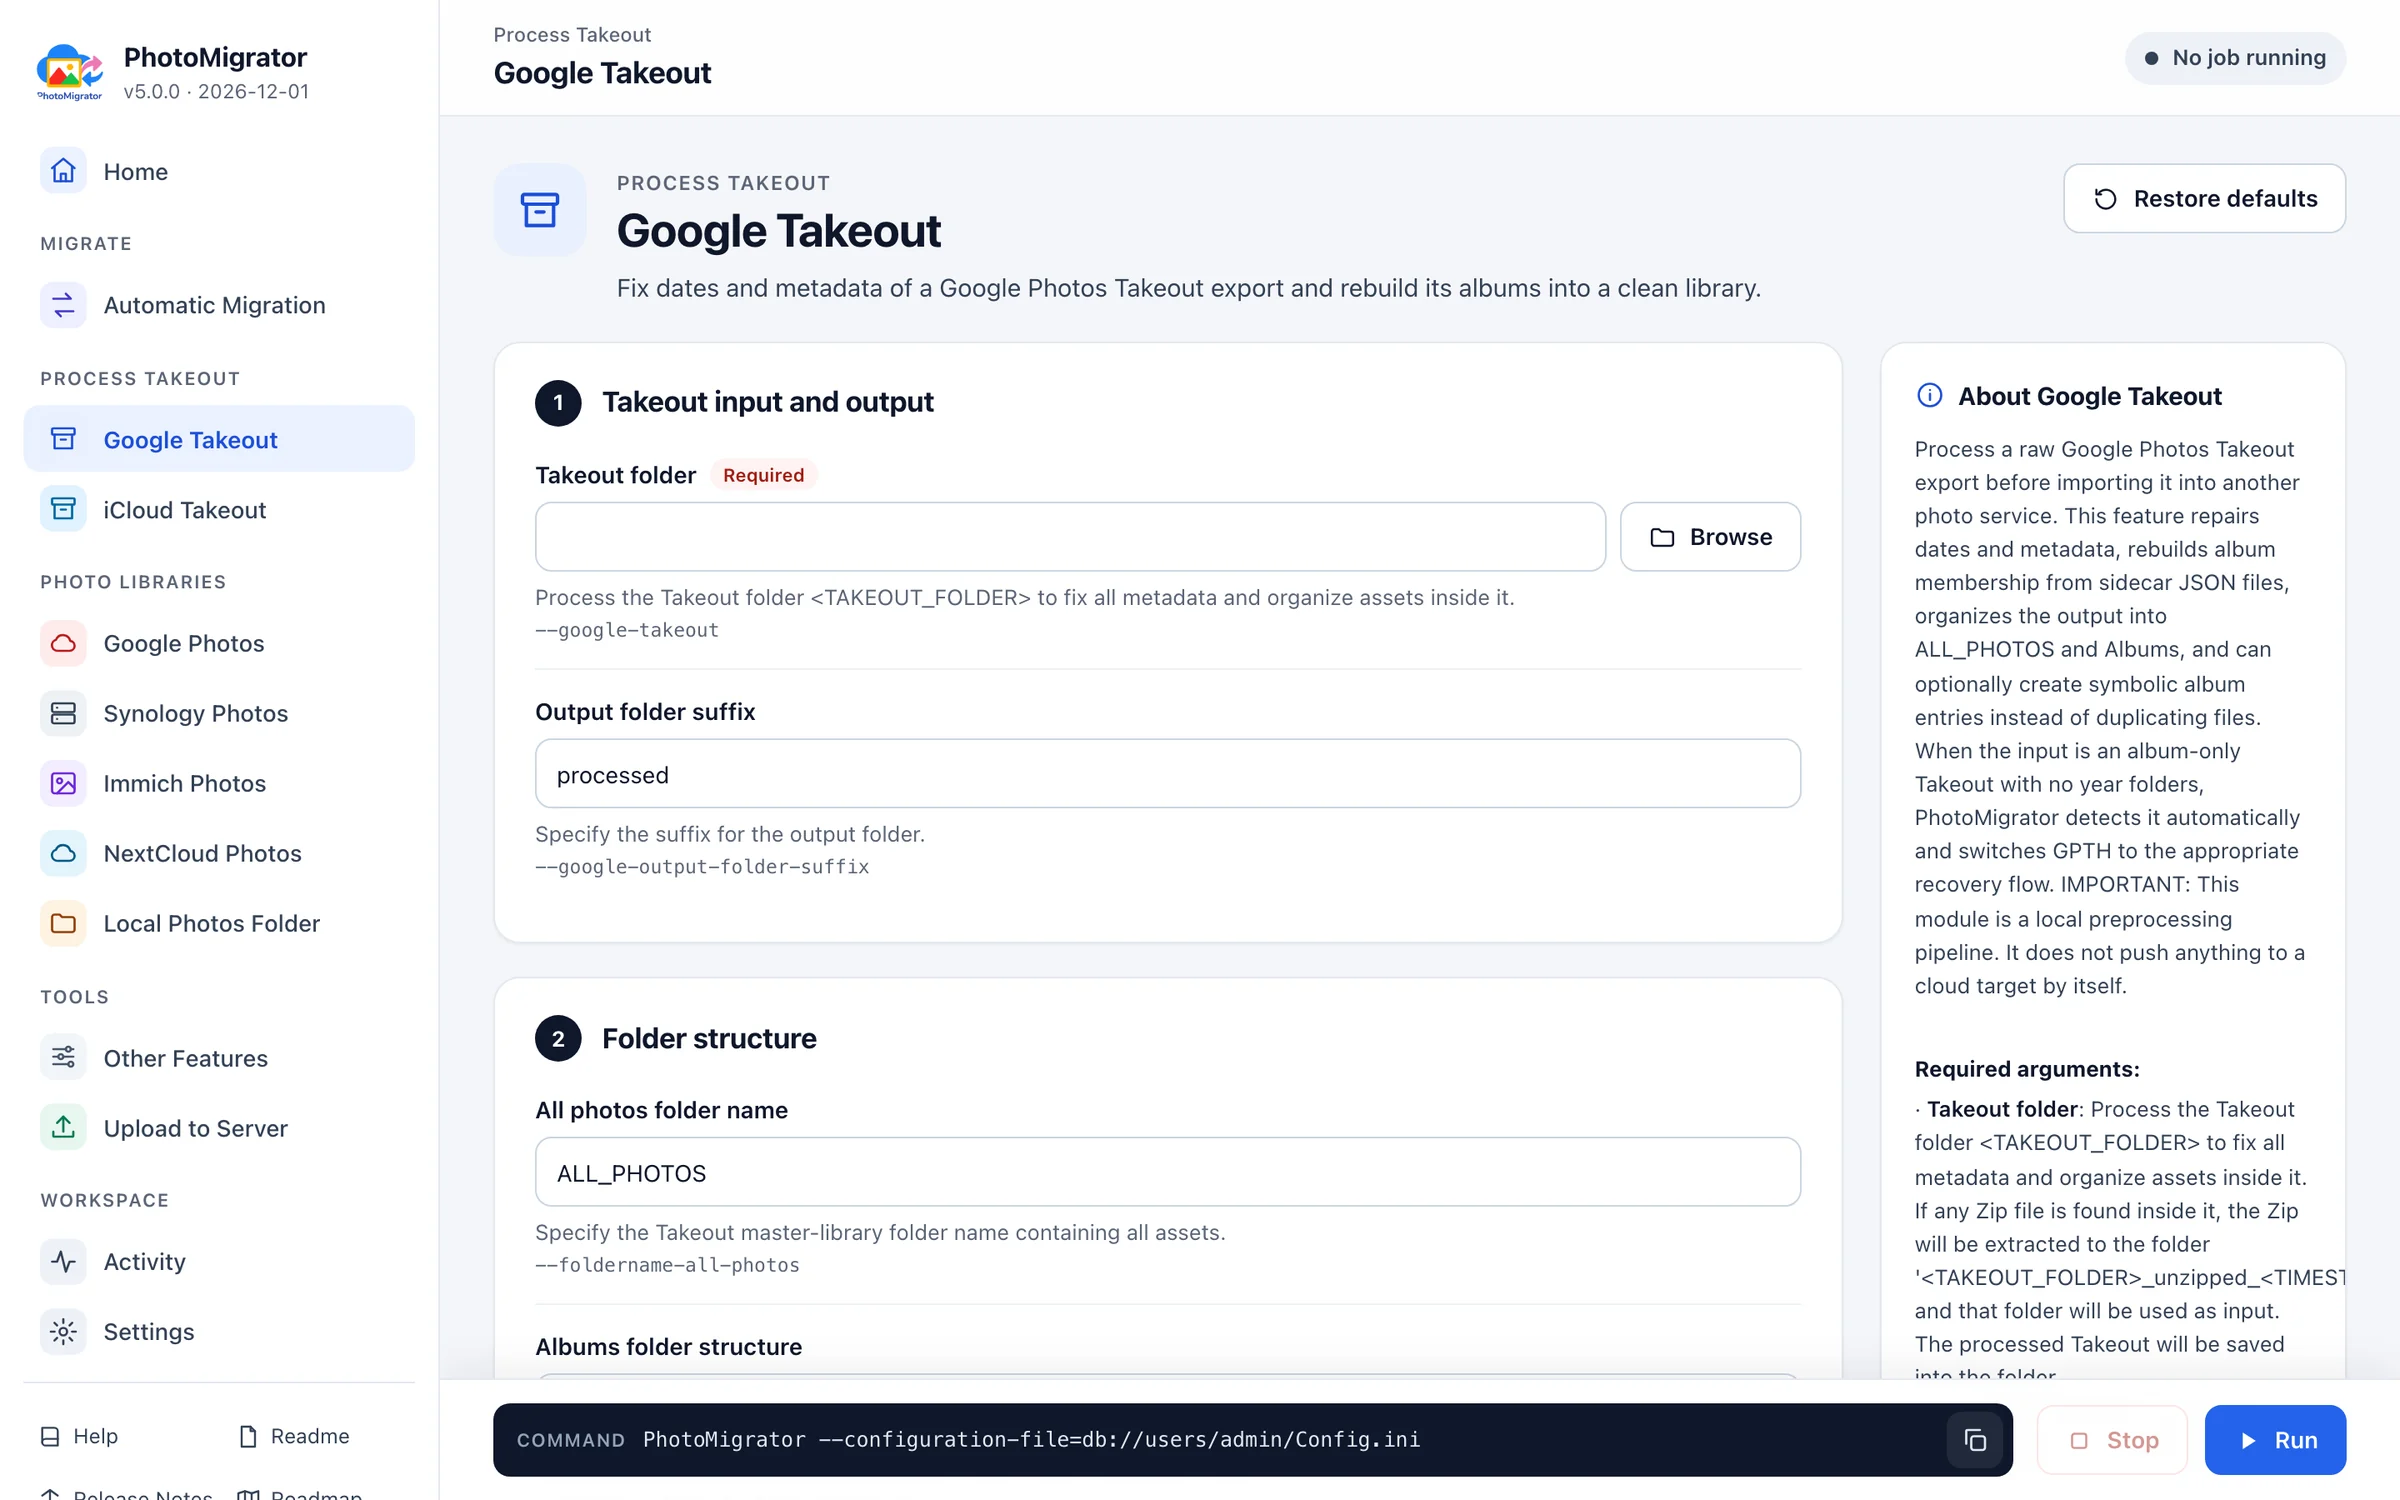 PhotoMigrator
v5.0.0 · 2026-12-01
PhotoMigrator
Home
MIGRATE
Automatic Migration
PROCESS TAKEOUT
Google Takeout
iCloud Takeout
PHOTO LIBRARIES
Google Photos
Synology Photos
Immich Photos
NextCloud Photos
Local Photos Folder
TOOLS
Other Features
Upload to Server
WORKSPACE
Activity
Settings
Help
Readme
Release Notes
Roadmap
Process Takeout
Google Takeout
No job running
PROCESS TAKEOUT
Google Takeout
Fix dates and metadata of a Google Photos Takeout export and rebuild its albums into a clean library.
Restore defaults
1 Takeout input and output
Takeout folder Required
Browse
Process the Takeout folder <TAKEOUT_FOLDER> to fix all metadata and organize assets inside it.
--google-takeout
Output folder suffix
processed
Specify the suffix for the output folder.
--google-output-folder-suffix
2 Folder structure
All photos folder name
ALL_PHOTOS
Specify the Takeout master-library folder name containing all assets.
--foldername-all-photos
Albums folder structure
About Google Takeout
Process a raw Google Photos Takeout
export before importing it into another
photo service. This feature repairs
dates and metadata, rebuilds album
membership from sidecar JSON files,
organizes the output into
ALL_PHOTOS and Albums, and can
optionally create symbolic album
entries instead of duplicating files.
When the input is an album-only
Takeout with no year folders,
PhotoMigrator detects it automatically
and switches GPTH to the appropriate
recovery flow. IMPORTANT: This
module is a local preprocessing
pipeline. It does not push anything to a
cloud target by itself.
Required arguments:
· Takeout folder: Process the Takeout
folder <TAKEOUT_FOLDER> to fix all
metadata and organize assets inside it.
If any Zip file is found inside it, the Zip
will be extracted to the folder
'<TAKEOUT_FOLDER>_unzipped_<TIMEST
and that folder will be used as input.
The processed Takeout will be saved
into the folder
COMMAND PhotoMigrator --configuration-file=db://users/admin/Config.ini
Stop
Run